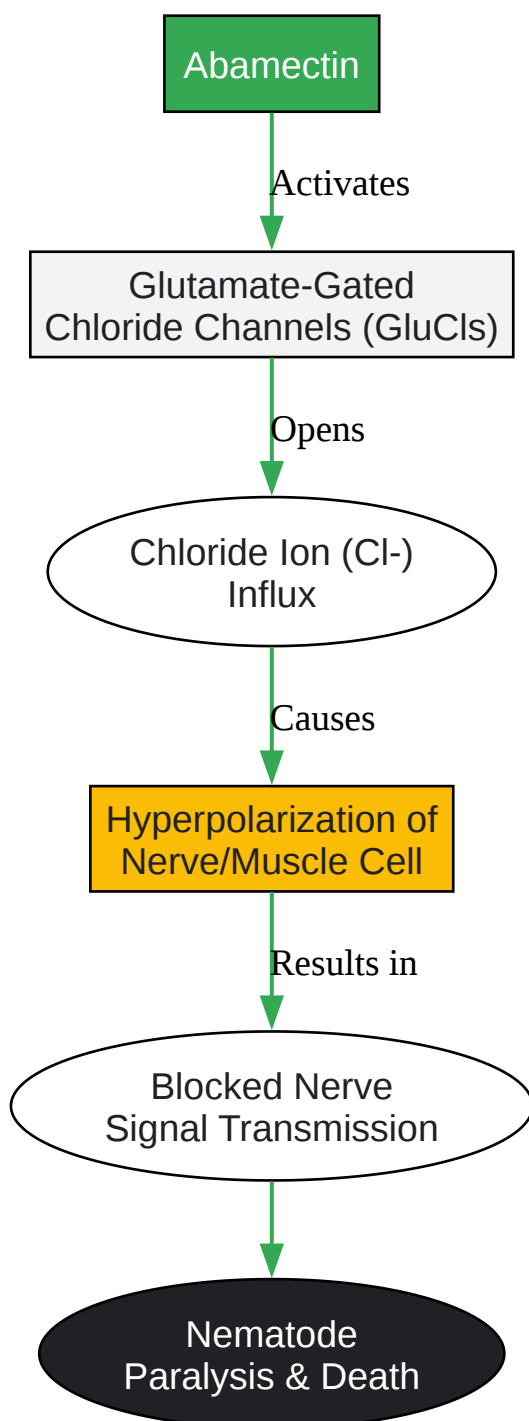 Abamectin
Activates
Glutamate-Gated
Chloride Channels (GluCls)
Opens
Chloride Ion (Cl-)
Influx
Causes
Hyperpolarization of
Nerve/Muscle Cell
Results in
Blocked Nerve
Signal Transmission
Nematode
Paralysis & Death